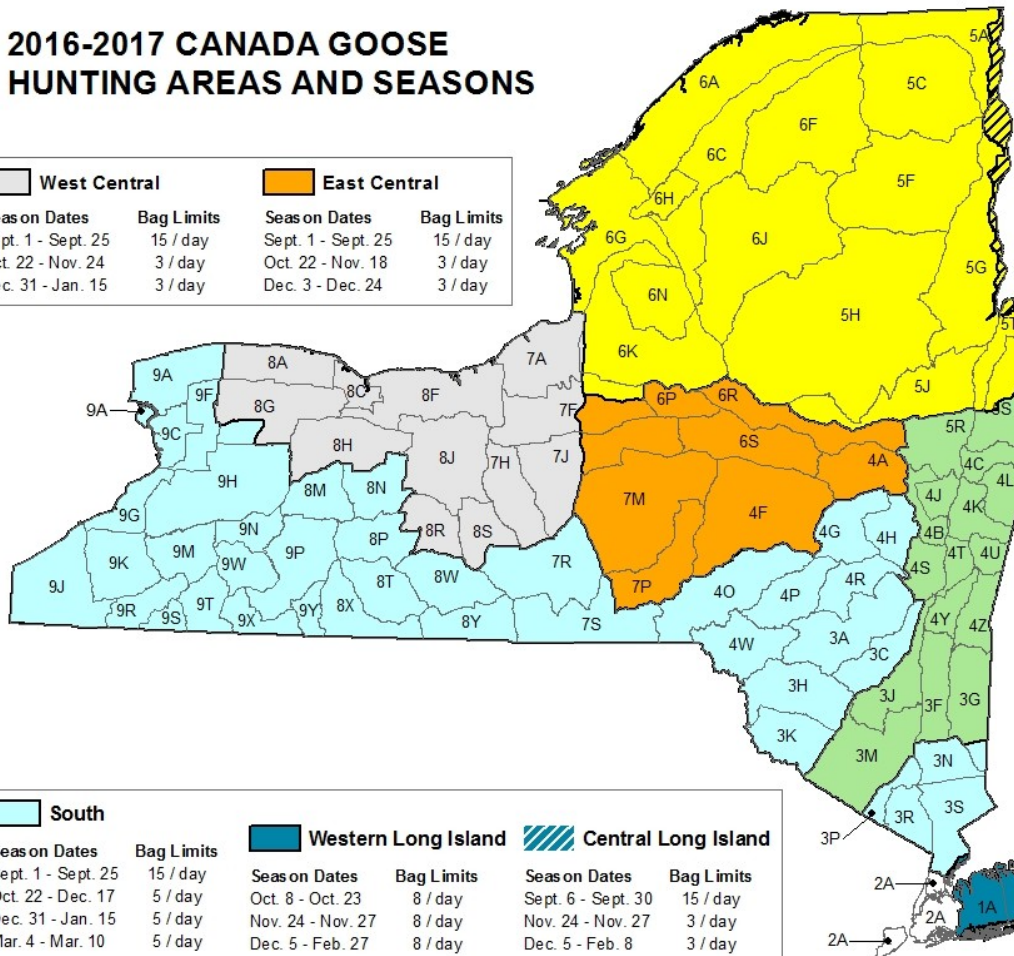 2016-2017 CANADA GOOSE
HUNTING AREAS AND SEASONS
West Central
eason Dates Bag Limits
pt. 1 - Sept. 25 15 / day
ct. 22 - Nov. 24 3 / day
ec. 31 - Jan. 15 3 / day
East Central
Season Dates Bag Limits
Sept. 1 - Sept. 25 15 / day
Oct. 22 - Nov. 18 3 / day
Dec. 3 - Dec. 24 3 / day
5A
6A
5C
6F
6C
5F
6H
6G
6J
5G
6N
5H
6K
5J
7A
9A
8A
9F
8C
8F
8G
9A
7F
6P
6R
9C
8H
6S
5R
5S
8J
7H
7J
4A
4C
9H
8M
8N
7M
4J
4L
4K
9G
9N
8R
8S
4F
4G
4H
4B
8P
9M
9P
9K
9W
7R
4T
4U
9J
8T
8W
7P
4O
4P
4R
4S
9R
9S
9T
9X
9Y
8X
8Y
7S
4Y
4Z
4W
3A
3C
3H
3J
3F
3G
3K
3M
3N
3P
3R
3S
2A
2A
2A
1A
South
eason Dates Bag Limits
ept. 1 - Sept. 25 15 / day
Oct. 22 - Dec. 17 5 / day
Dec. 31 - Jan. 15 5 / day
Mar. 4 - Mar. 10 5 / day
Western Long Island
Season Dates Bag Limits
Oct. 8 - Oct. 23 8 / day
Nov. 24 - Nov. 27 8 / day
Dec. 5 - Feb. 27 8 / day
Central Long Island
Season Dates Bag Limits
Sept. 6 - Sept. 30 15 / day
Nov. 24 - Nov. 27 3 / day
Dec. 5 - Feb. 8 3 / day